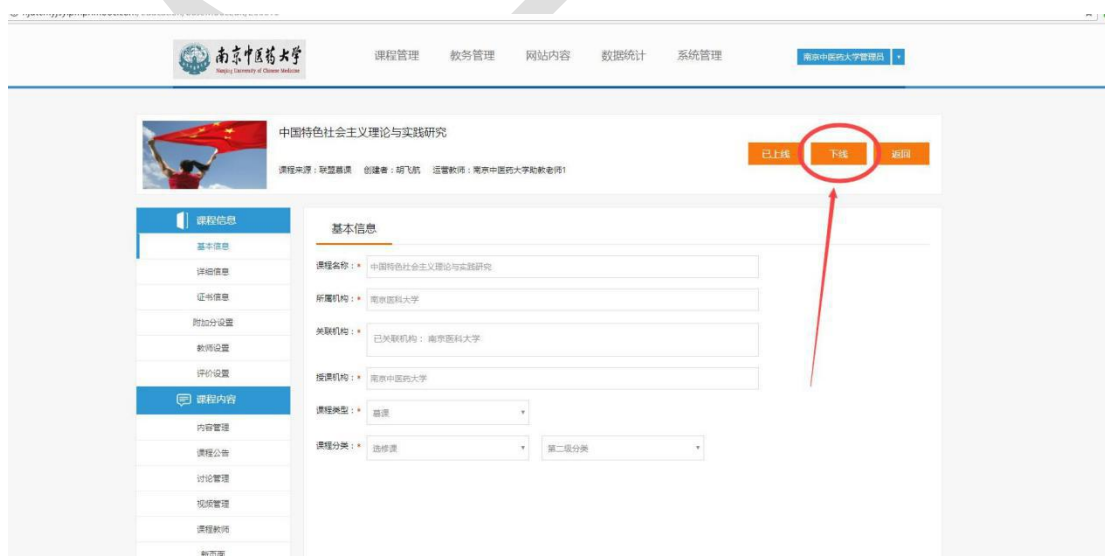 南京中医药大学
Nanjing University of Chinese Medicine
课程管理 教务管理 网站内容 数据统计 系统管理
南京中医药大学管理员
中国特色社会主义理论与实践研究
已上线 下线 返回
课程来源：联盟慕课 创建者：胡飞航 运营教师：南京中医药大学助教老师1
课程信息
基本信息
详细信息
证书信息
附加分设置
教师设置
评价设置
课程内容
内容管理
课程公告
讨论管理
视频管理
课程教师
新页面
基本信息
课程名称：* 中国特色社会主义理论与实践研究
所属机构：* 南京医科大学
关联机构：* 已关联机构： 南京医科大学
授课机构：* 南京中医药大学
课程类型：* 慕课
课程分类：* 选修课 第二级分类